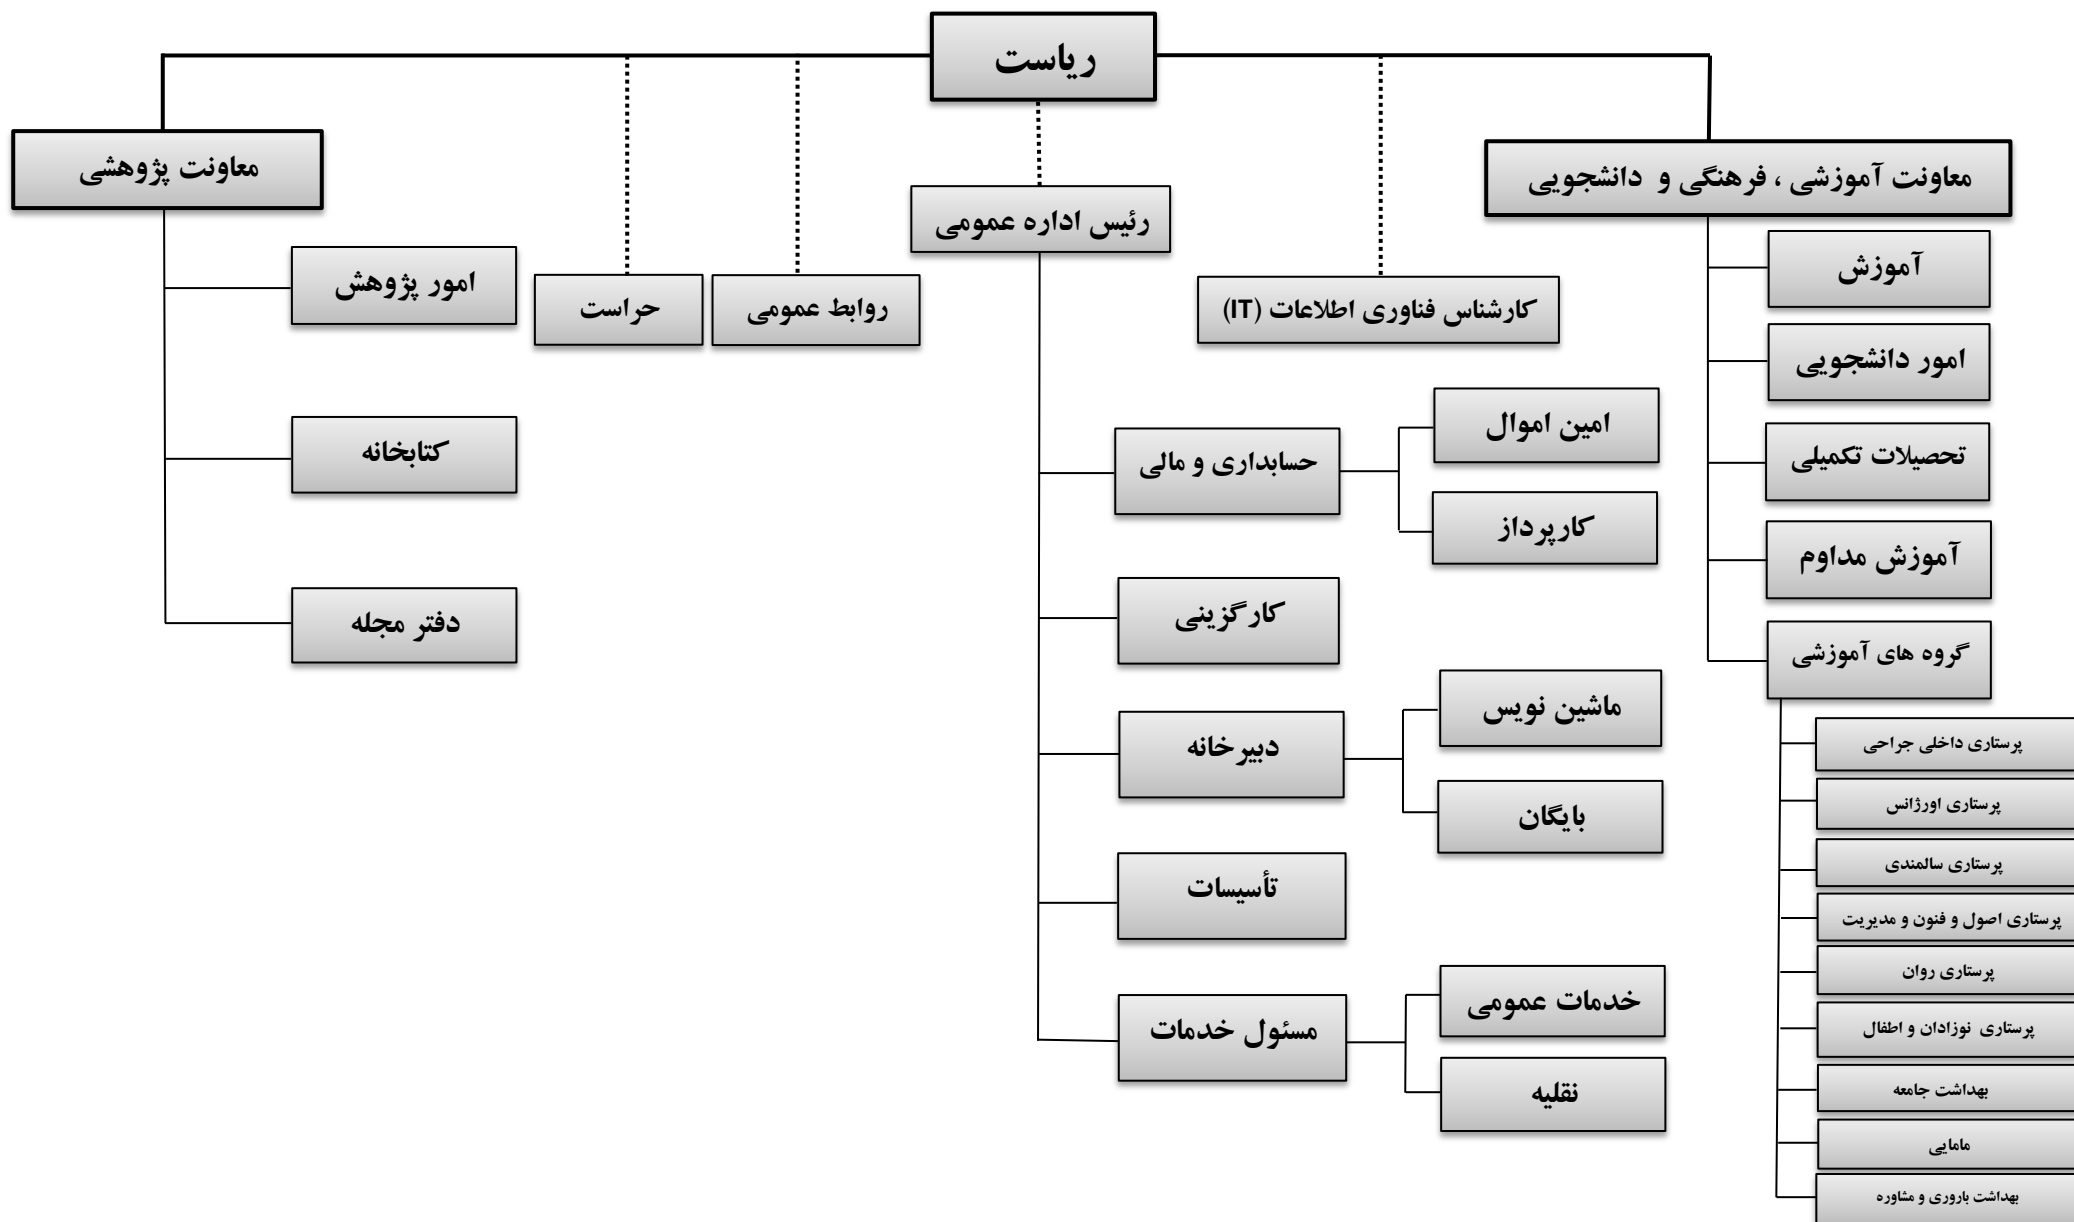 ریاست
معاونت آموزشی ، فرهنگی و دانشجویی
آموزش
امور دانشجویی
تحصیلات تکمیلی
آموزش مداوم
گروه های آموزشی
پرستاری داخلی جراحی
پرستاری اورژانس
پرستاری سالمندی
پرستاری اصول و فنون و مدیریت
پرستاری روان
پرستاری نوزادان و اطفال
بهداشت جامعه
مامایی
بهداشت باروری و مشاوره
کارشناس فناوری اطلاعات (IT)
رئیس اداره عمومی
حسابداری و مالی
امین اموال
کارپرداز
کارگزینی
دبیرخانه
ماشین نویس
بایگان
تأسیسات
مسئول خدمات
خدمات عمومی
نقلیه
روابط عمومی
حراست
معاونت پژوهشی
امور پژوهش
کتابخانه
دفتر مجله